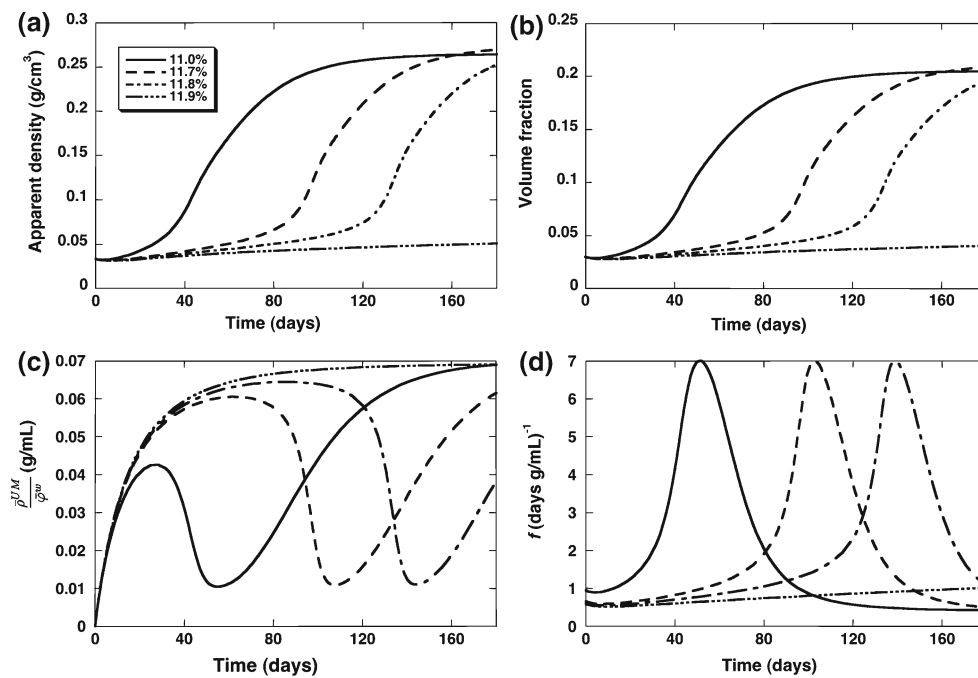 (a)
0.3
0.25
0.2
0.15
0.1
0.05
0
Apparent density (g/cm³)
11.0%
11.7%
11.8%
11.9%
0 40 80 120 160
Time (days)
(b)
0.25
0.2
0.15
0.1
0.05
0
Volume fraction
0 40 80 120 160
Time (days)
(c)
0.07
0.06
0.05
0.04
0.03
0.02
0.01
0.00
ρ̄ᵁᴹ/φ̄ʷ (g/mL)
0 40 80 120 160
Time (days)
(d)
7
6
5
4
3
2
1
0
f (days g/mL)⁻¹
0 40 80 120 160
Time (days)